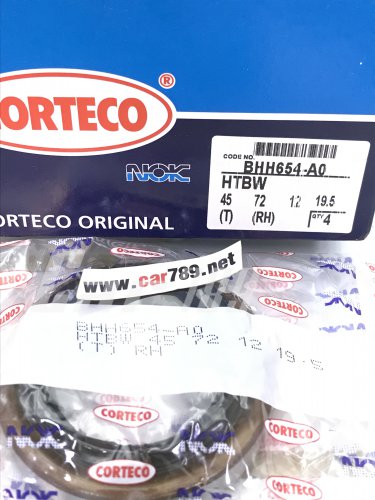 CORTECO ®
CODE NO.
BHH654-A0
HTBW
45 72 12 19.5
(T) (RH) QTY 4
NOK
CORTECO ORIGINAL
www.car789.net
CORTECO
CORTECO
BHH654-A0
HTBW 45 72 12 19.5
(T) RH
NOK
CORTECO
CORTECO